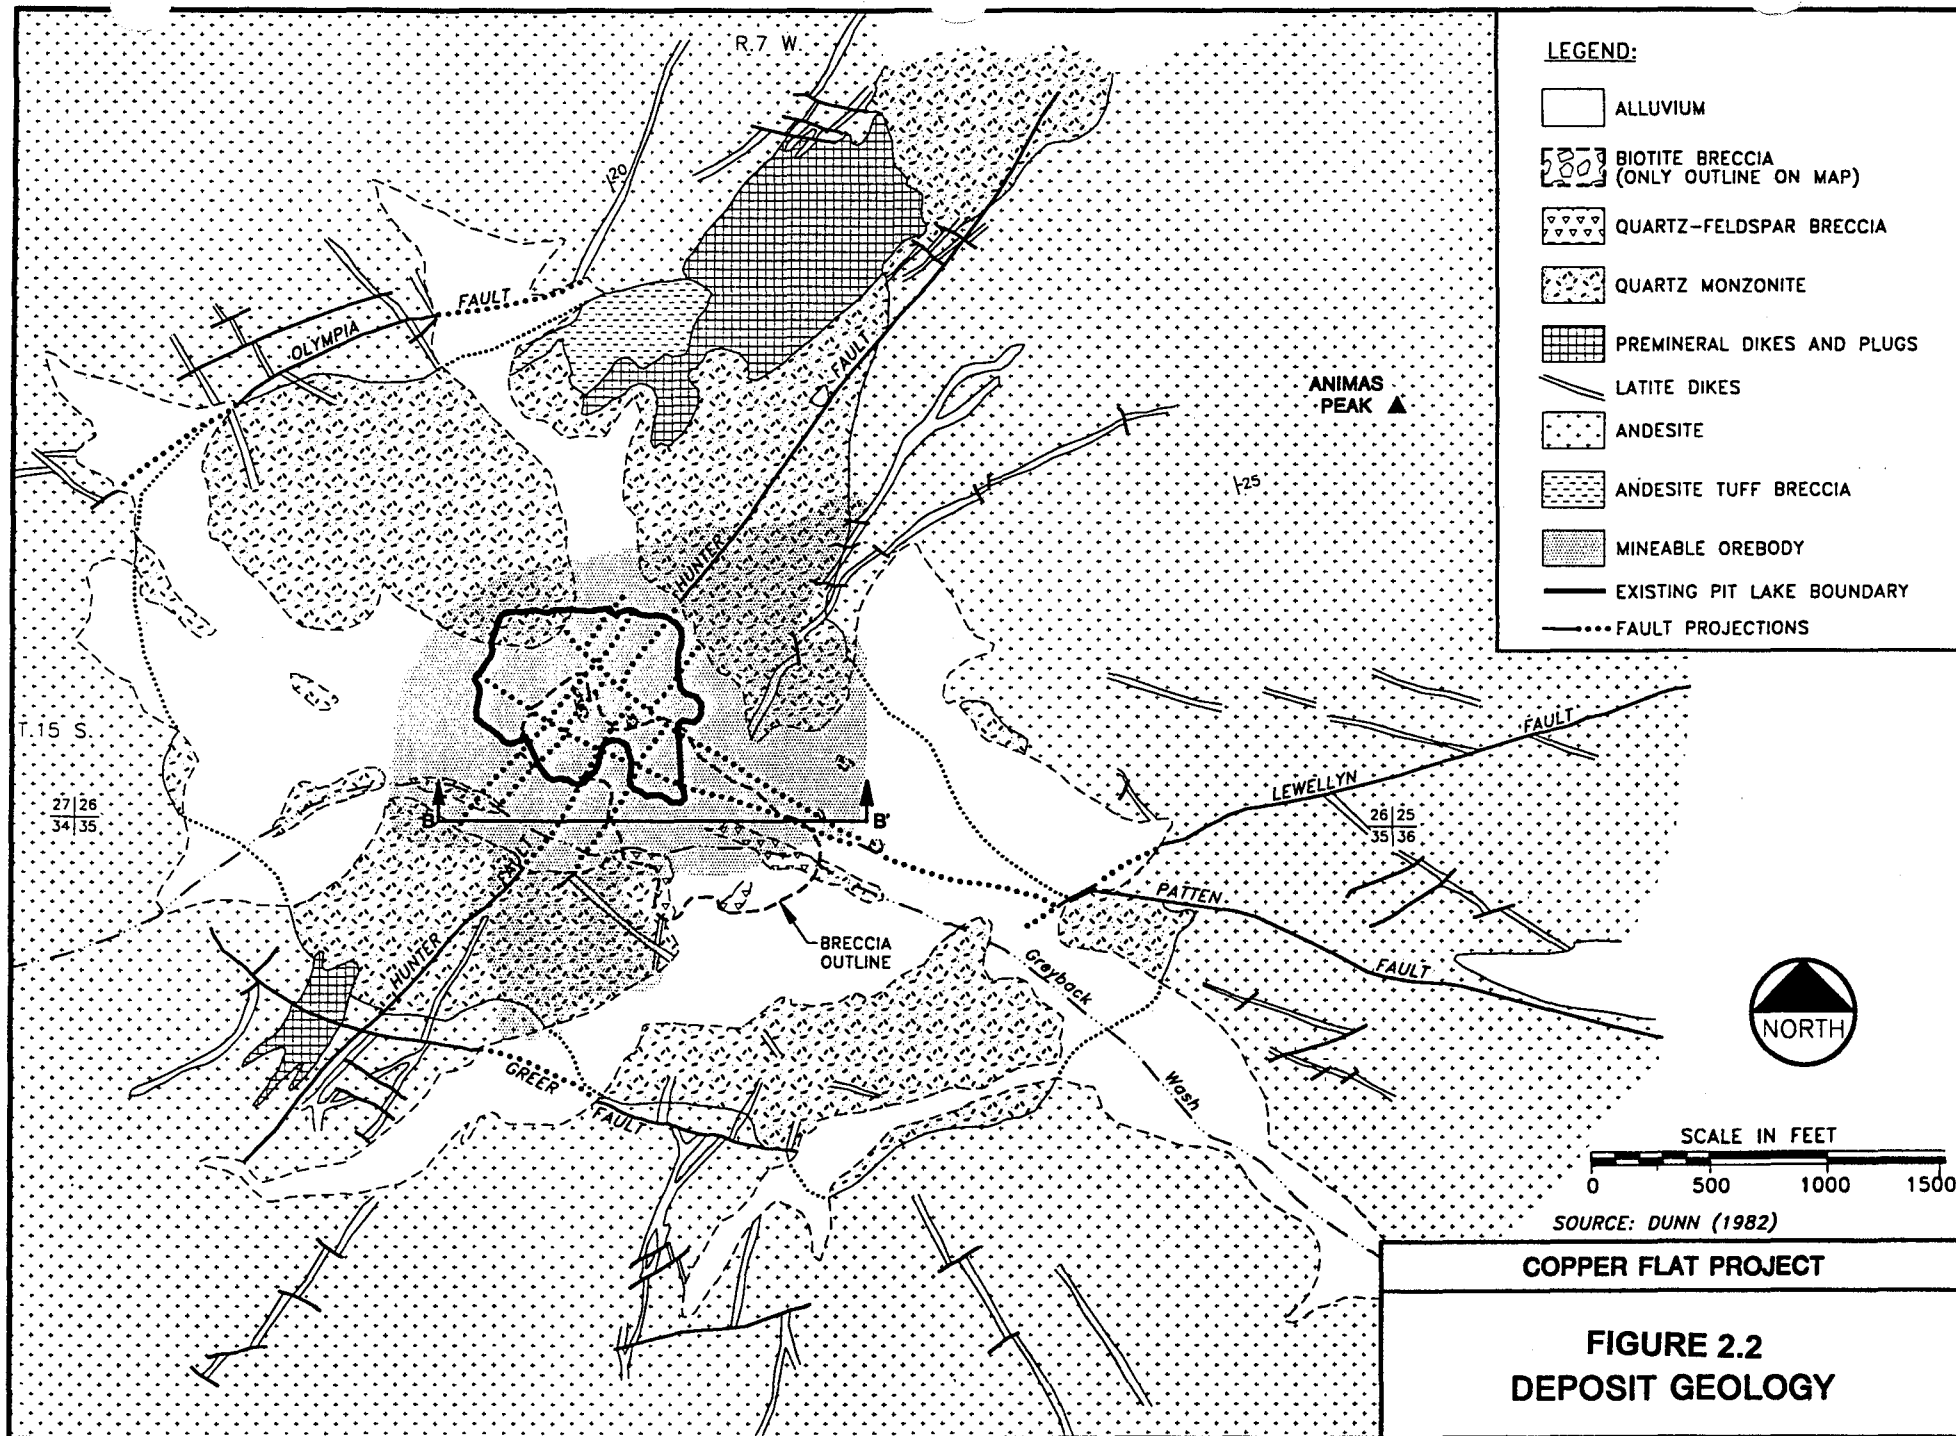 R.7 W.
LEGEND:
ALLUVIUM
BIOTITE BRECCIA
(ONLY OUTLINE ON MAP)
QUARTZ-FELDSPAR BRECCIA
QUARTZ MONZONITE
PREMINERAL DIKES AND PLUGS
LATITE DIKES
ANDESITE
ANDESITE TUFF BRECCIA
MINEABLE OREBODY
EXISTING PIT LAKE BOUNDARY
FAULT PROJECTIONS
20
OLYMPIA
FAULT
HUNTER
FAULT
ANIMAS
PEAK
25
T.15 S.
27 26
34 35
B
B'
LEWELLYN
FAULT
26 25
35 36
PATTEN
FAULT
HUNTER
FAULT
BRECCIA
OUTLINE
Greyback
Wash
GREER
FAULT
NORTH
SCALE IN FEET
0 500 1000 1500
SOURCE: DUNN (1982)
COPPER FLAT PROJECT
FIGURE 2.2
DEPOSIT GEOLOGY